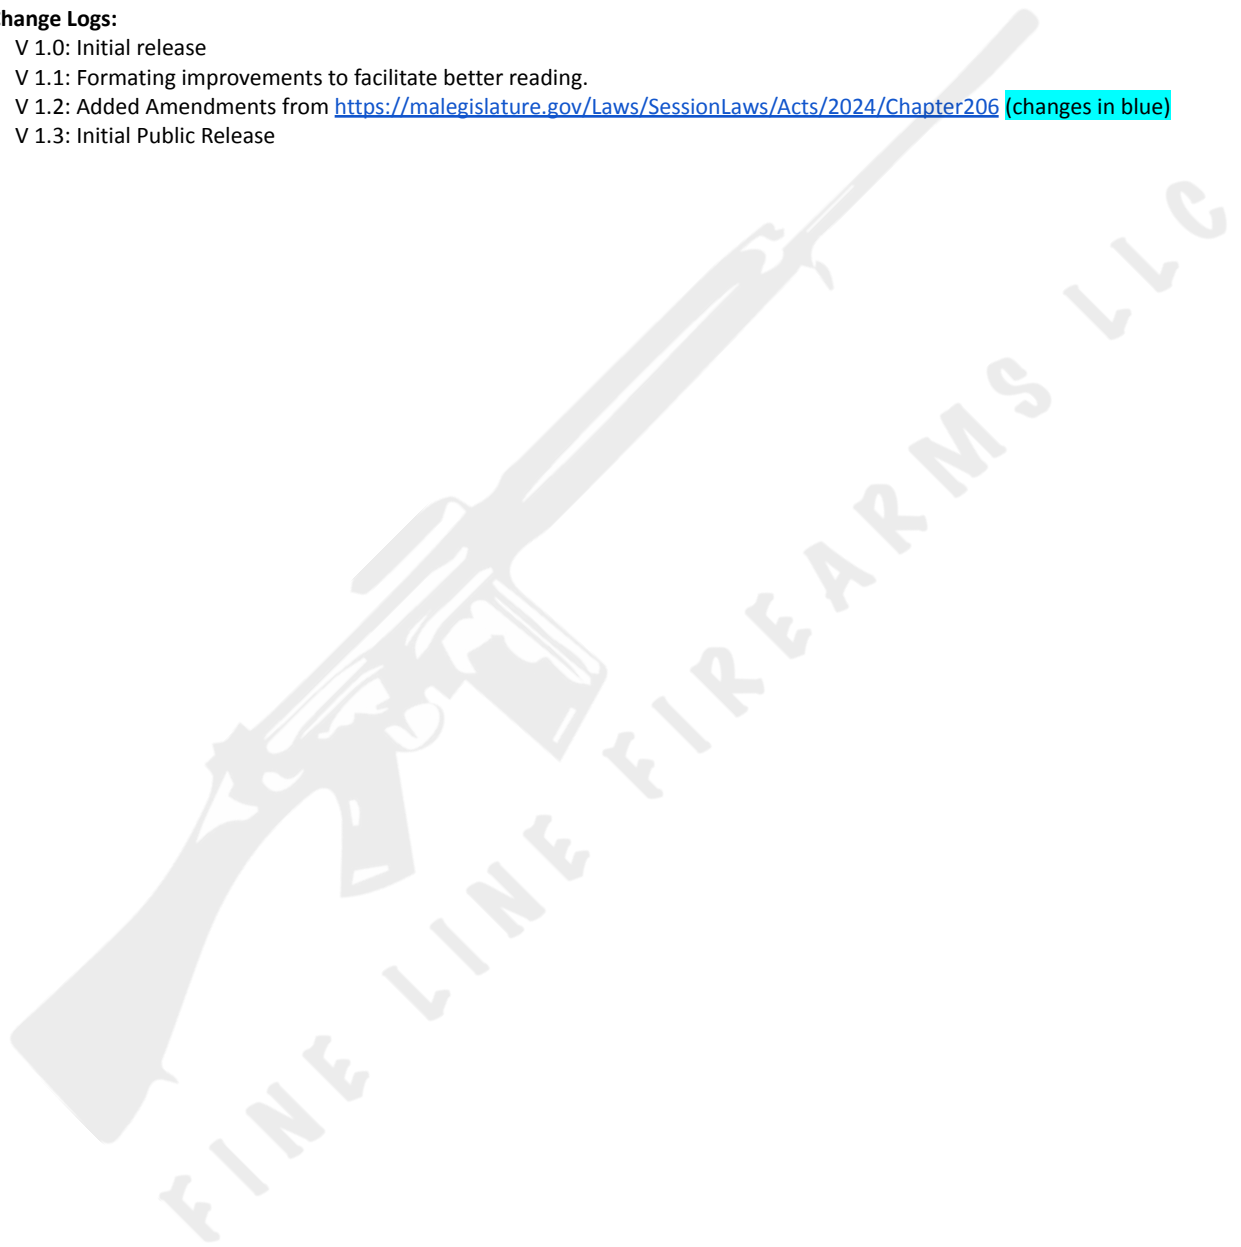 hange Logs:
V 1.0: Initial release
V 1.1: Formating improvements to facilitate better reading.
V 1.2: Added Amendments from https://malegislature.gov/Laws/SessionLaws/Acts/2024/Chapter206 (changes in blue)
V 1.3: Initial Public Release
FINE LINE FIREARMS LLC